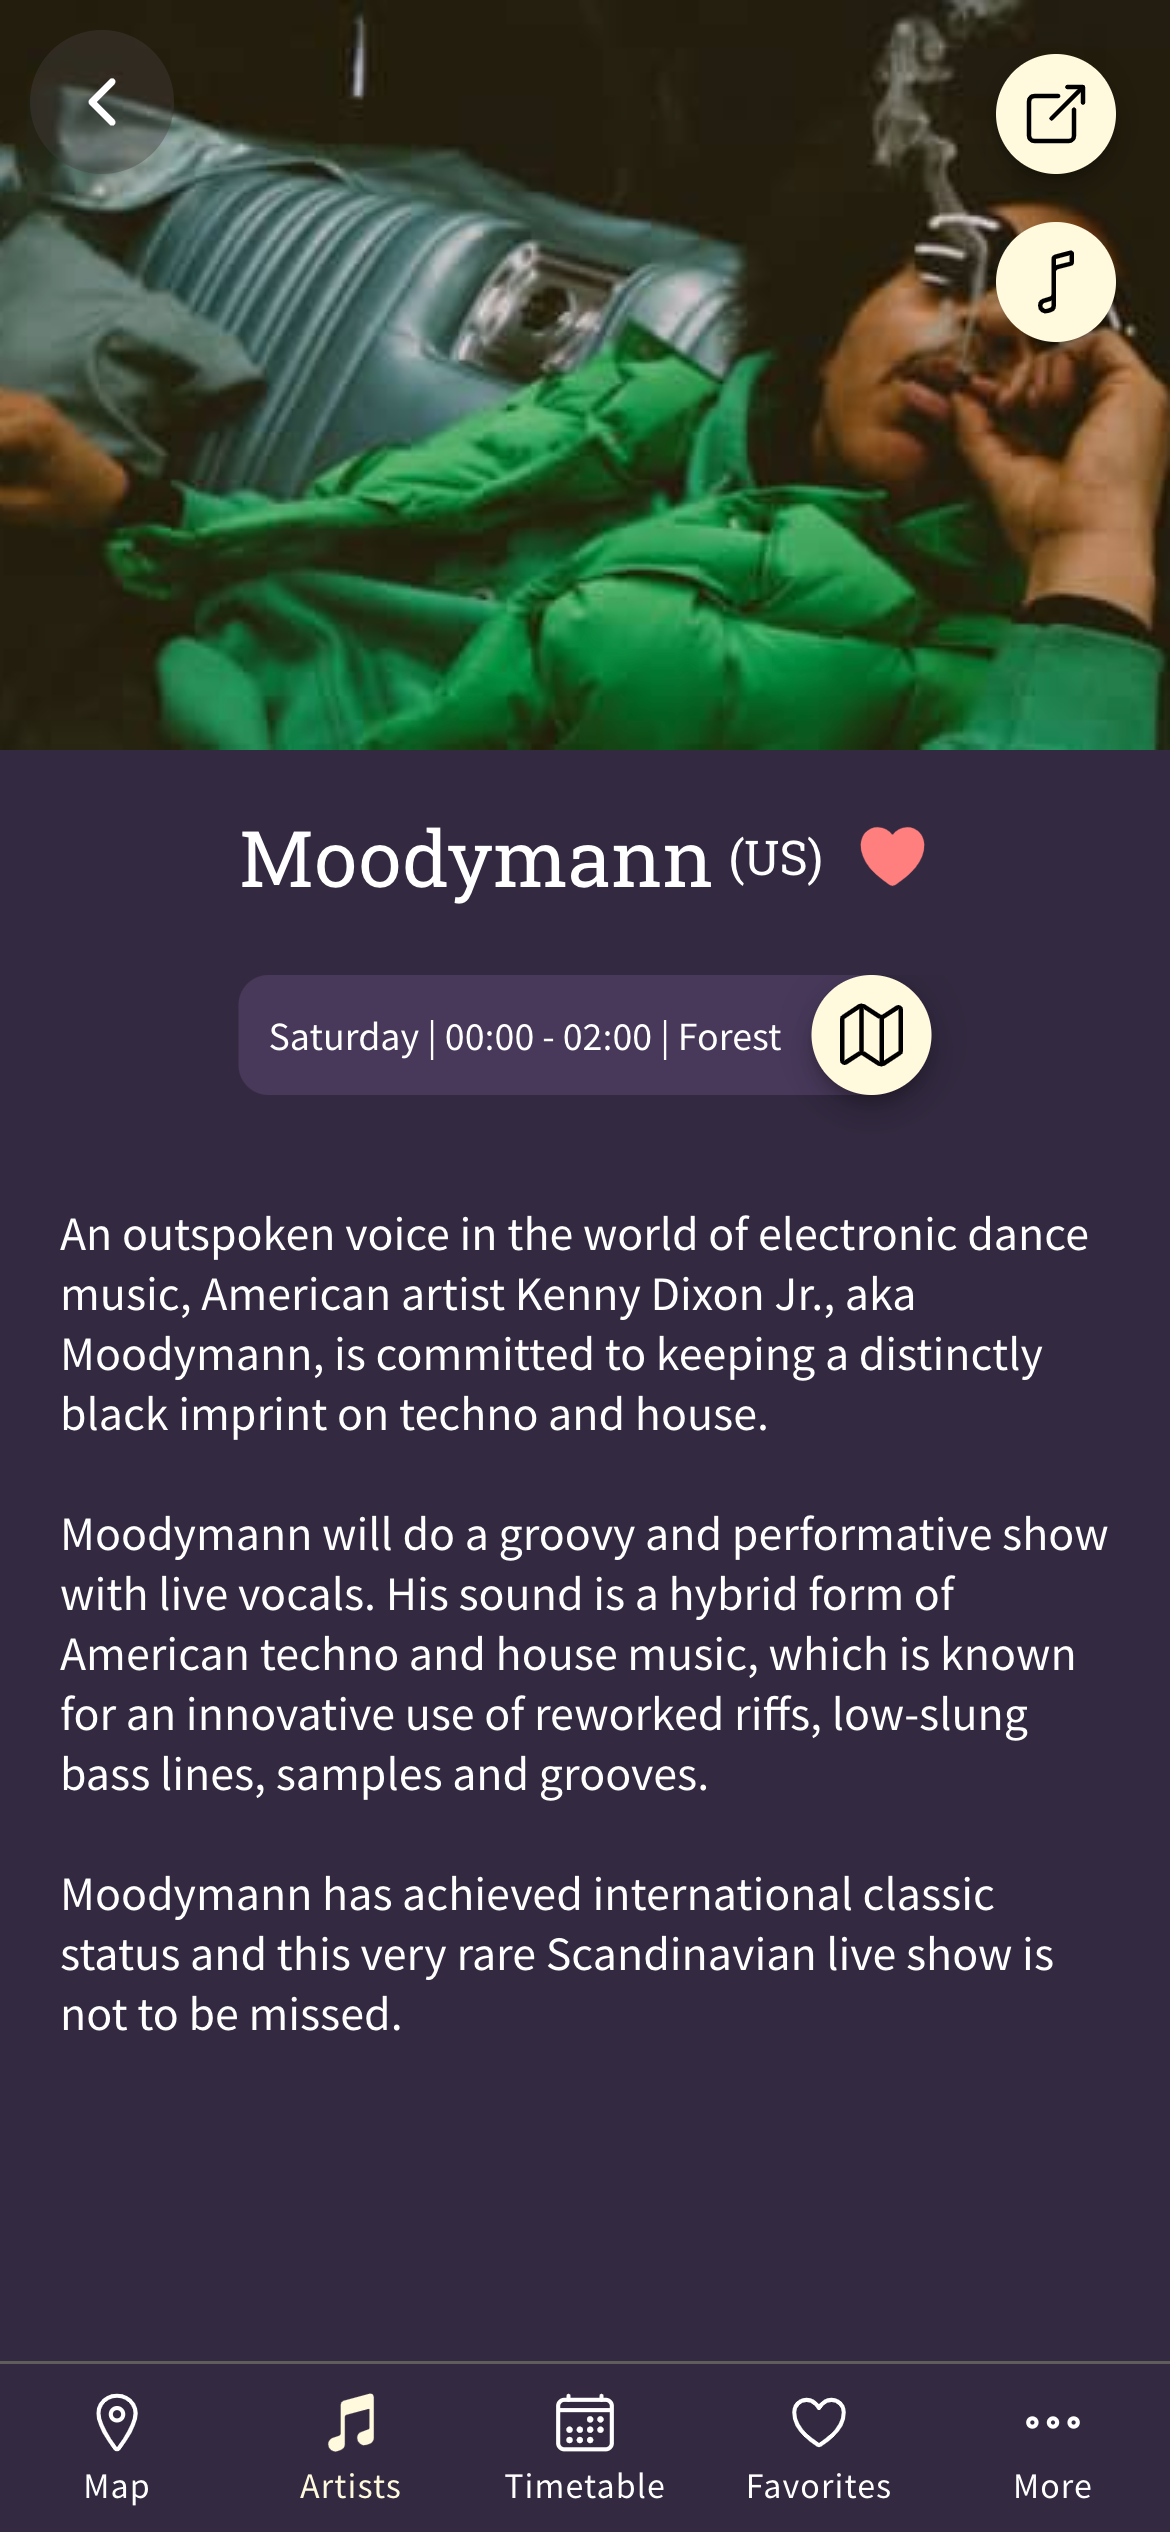 Moodymann (US)
Saturday | 00:00 - 02:00 | Forest
An outspoken voice in the world of electronic dance
music, American artist Kenny Dixon Jr., aka
Moodymann, is committed to keeping a distinctly
black imprint on techno and house.
Moodymann will do a groovy and performative show
with live vocals. His sound is a hybrid form of
American techno and house music, which is known
for an innovative use of reworked riffs, low-slung
bass lines, samples and grooves.
Moodymann has achieved international classic
status and this very rare Scandinavian live show is
not to be missed.
Map Artists Timetable Favorites More